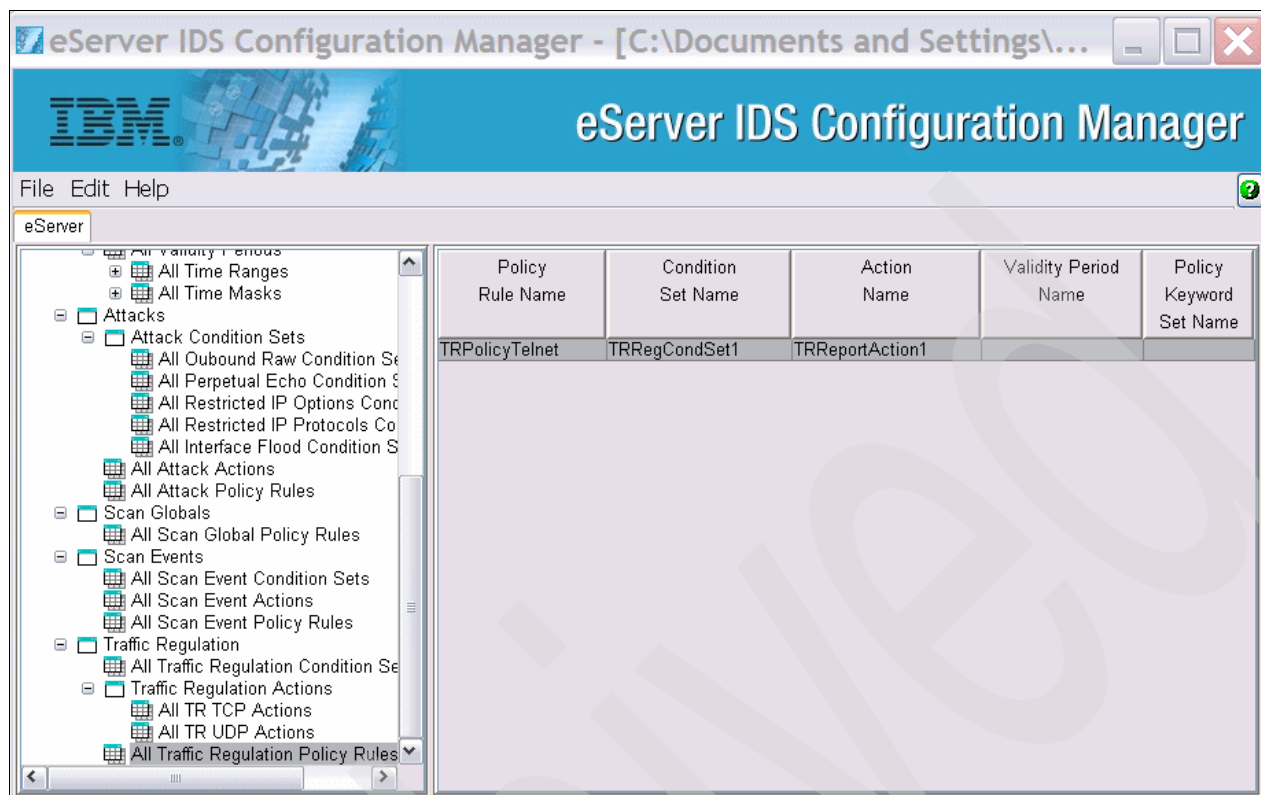 eServer IDS Configuration Manager - [C:\Documents and Settings\...
IBM®
eServer IDS Configuration Manager
File Edit Help
eServer
All Validity Periods
All Time Ranges
All Time Masks
Attacks
Attack Condition Sets
All Oubound Raw Condition Se
All Perpetual Echo Condition S
All Restricted IP Options Cond
All Restricted IP Protocols Co
All Interface Flood Condition S
All Attack Actions
All Attack Policy Rules
Scan Globals
All Scan Global Policy Rules
Scan Events
All Scan Event Condition Sets
All Scan Event Actions
All Scan Event Policy Rules
Traffic Regulation
All Traffic Regulation Condition Se
Traffic Regulation Actions
All TR TCP Actions
All TR UDP Actions
All Traffic Regulation Policy Rules
Policy Rule Name
Condition Set Name
Action Name
Validity Period Name
Policy Keyword Set Name
TRPolicyTelnet TRRegCondSet1 TRReportAction1